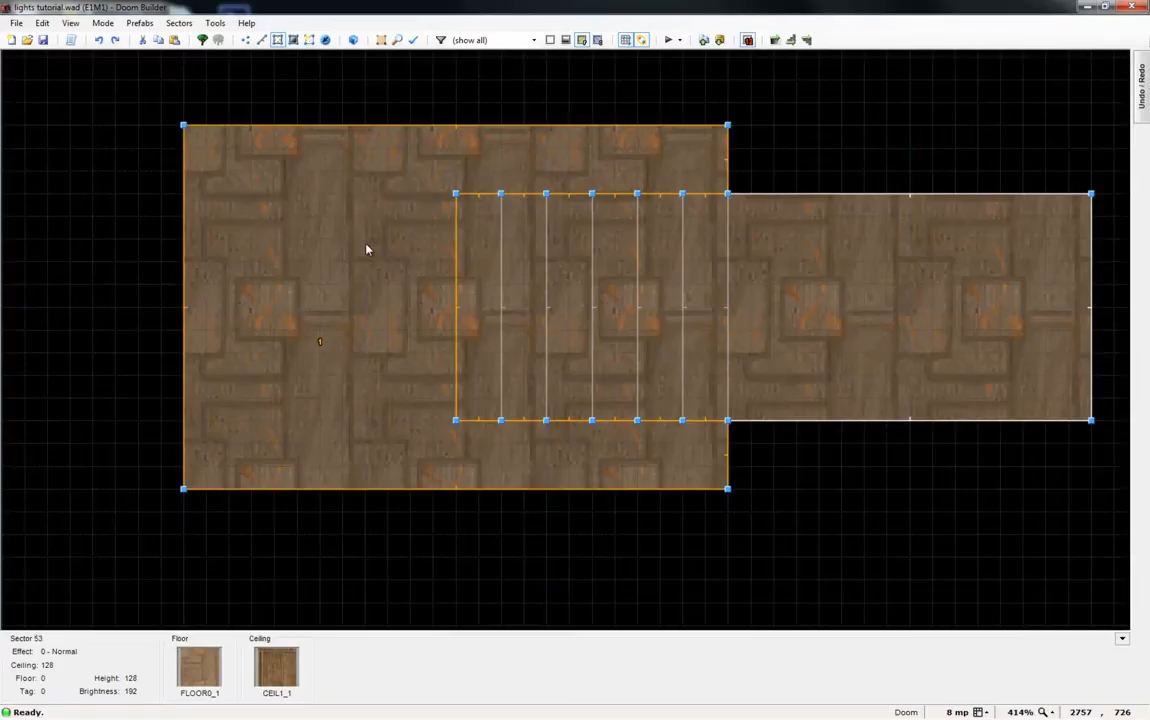 lights tutorial.wad (E1M1) - Doom Builder
File Edit View Mode Prefabs Sectors Tools Help
(show all)
Undo / Redo
1
Sector 53
Effect: 0 - Normal
Ceiling: 128
Floor: 0 Height: 128
Tag: 0 Brightness: 192
Floor
FLOOR0_1
Ceiling
CEIL1_1
Ready.
Doom 8 mp 414% 2757 , 726